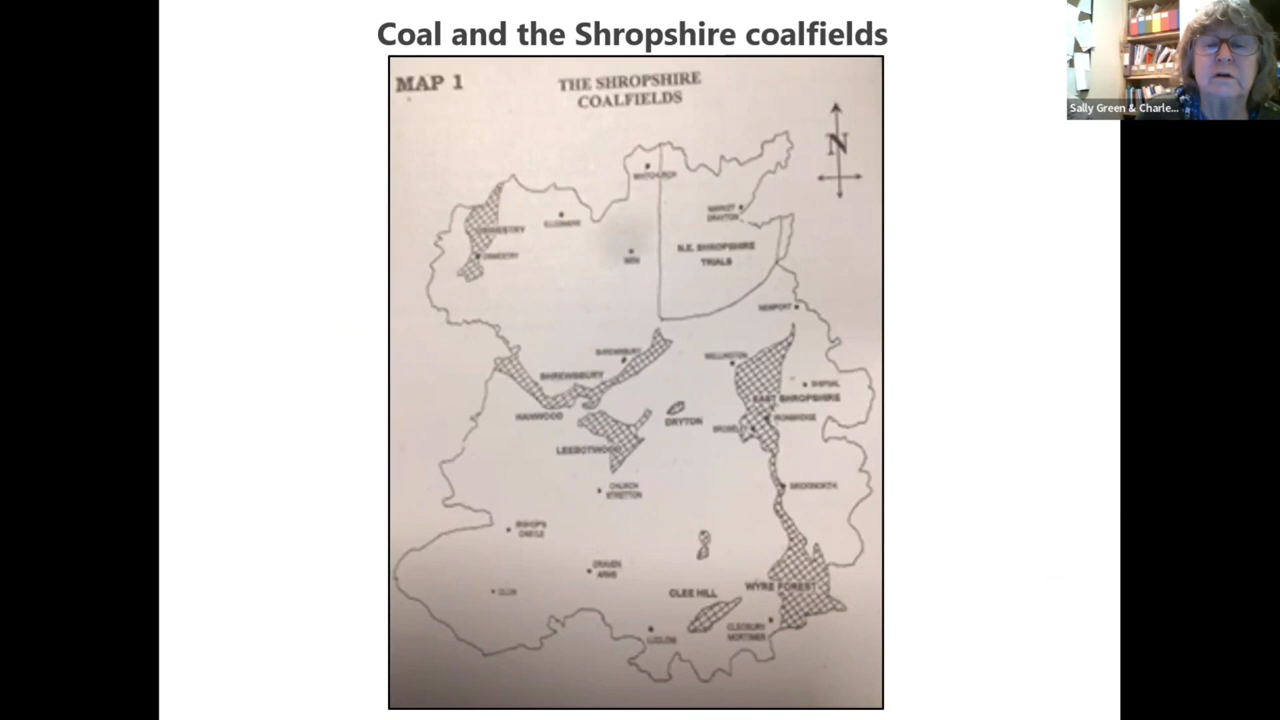 Coal and the Shropshire coalfields
Sally Green & Charle...
MAP 1
THE SHROPSHIRE
COALFIELDS
N
WHITCHURCH
MARKET
DRAYTON
ELLESMERE
OSWESTRY
OSWESTRY
WEM
N.E. SHROPSHIRE
TRIALS
NEWPORT
SHREWSBURY
WELLINGTON
SHREWSBURY
SHIFNAL
EAST SHROPSHIRE
HANWOOD
DRYTON
IRONBRIDGE
BROSELEY
LEEBOTWOOD
CHURCH
STRETTON
BRIDGNORTH
BISHOP'S
CASTLE
CRAVEN
ARMS
CLUN
CLEE HILL
WYRE FOREST
LUDLOW
CLEOBURY
MORTIMER